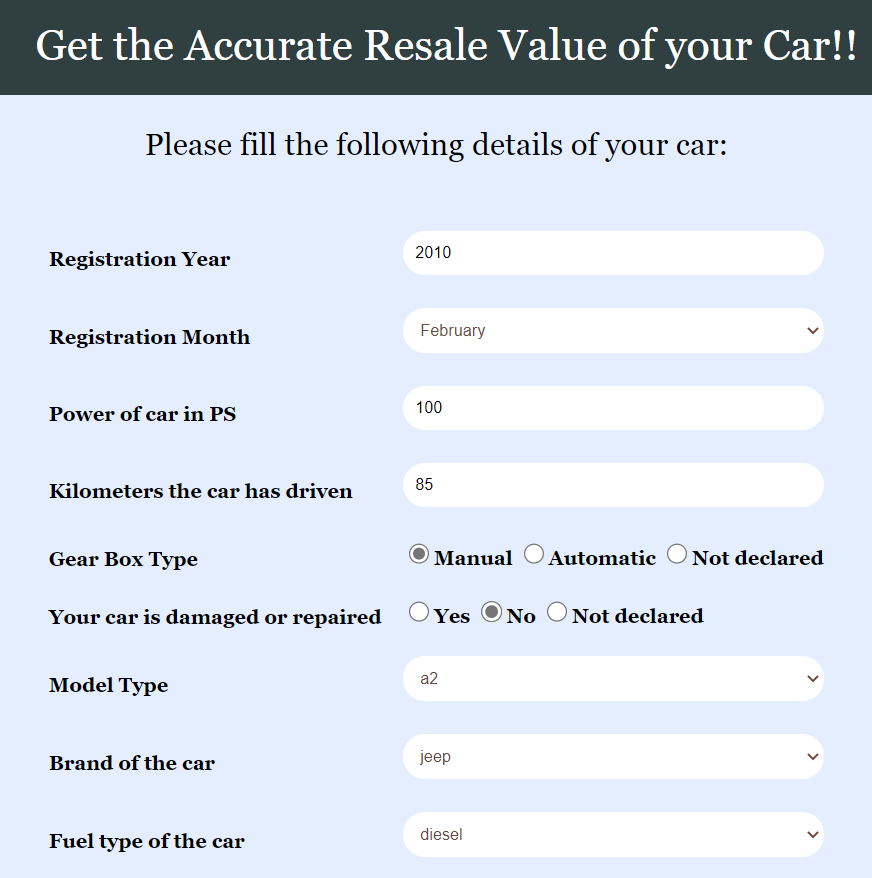 Get the Accurate Resale Value of your Car!!
Please fill the following details of your car:
Registration Year 2010
Registration Month February
Power of car in PS 100
Kilometers the car has driven 85
Gear Box Type Manual Automatic Not declared
Your car is damaged or repaired Yes No Not declared
Model Type a2
Brand of the car jeep
Fuel type of the car diesel